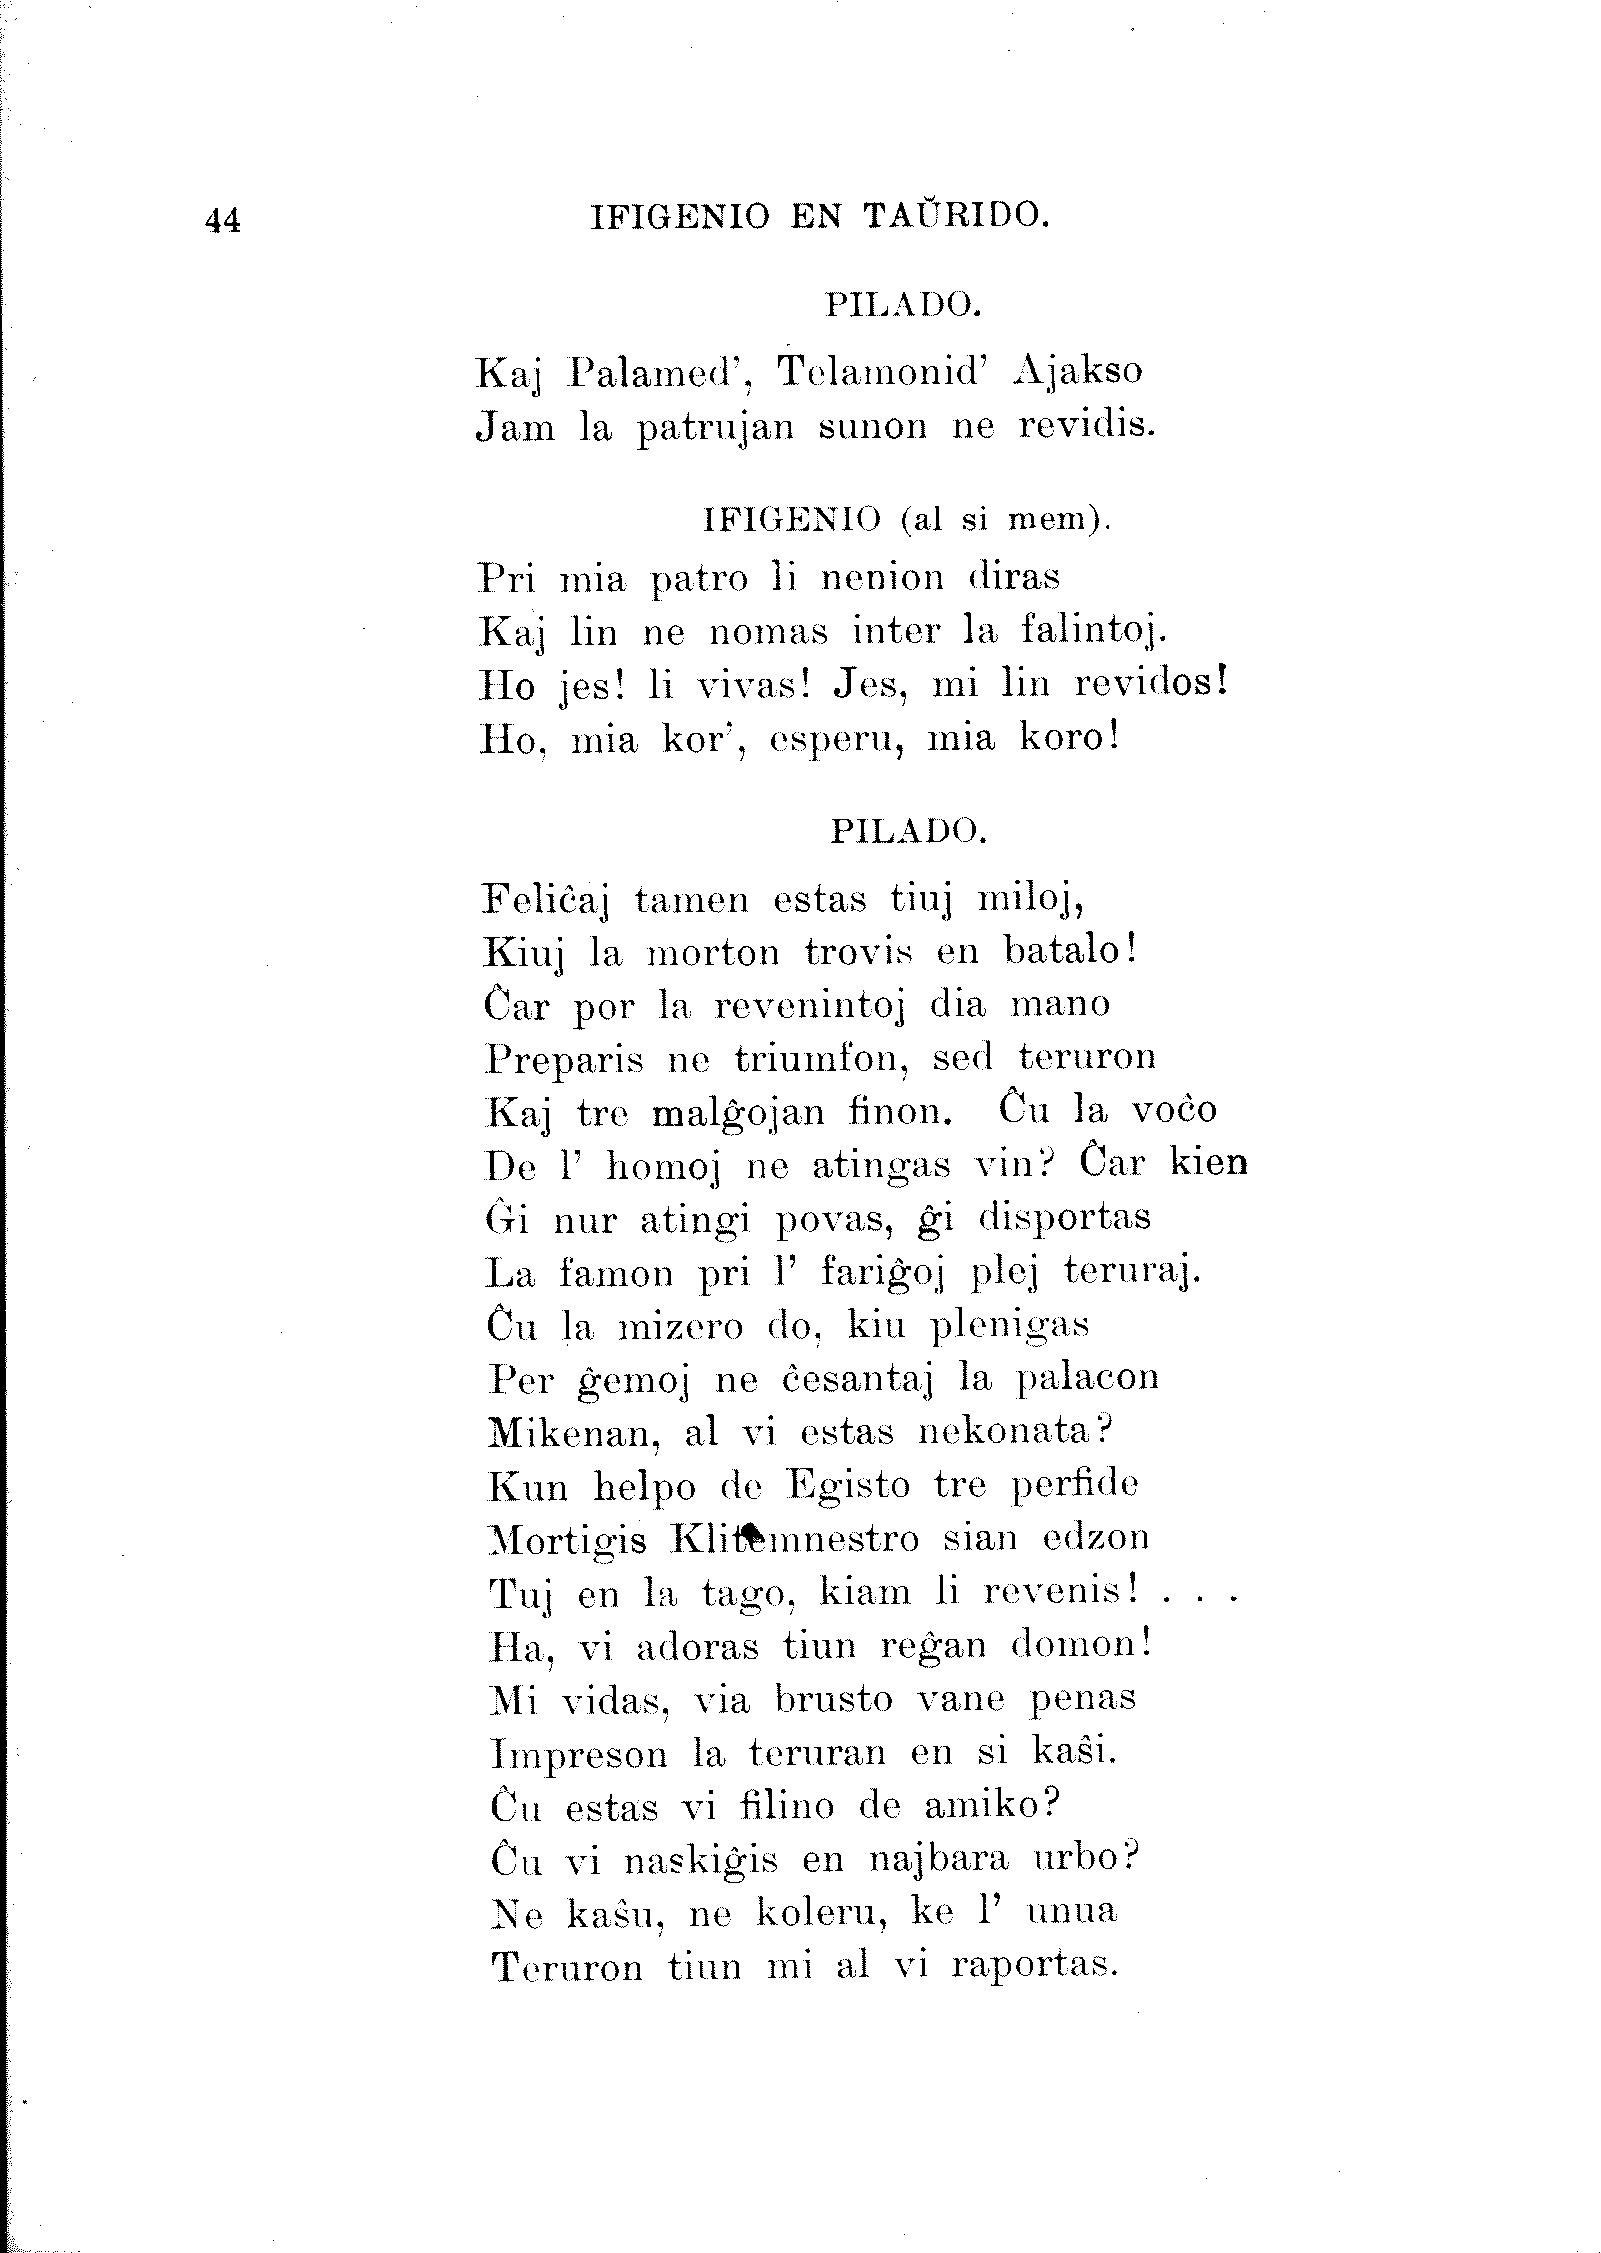 44
IFIGENIO EN TAŬRIDO.
PILADO.
Kaj Palamed', Telamonid' Ajakso
Jam la patrujan sunon ne revidis.
IFIGENIO (al si mem).
Pri mia patro li nenion diras
Kaj lin ne nomas inter la falintoj.
Ho jes! li vivas! Jes, mi lin revidos!
Ho, mia kor', esperu, mia koro!
PILADO.
Feliĉaj tamen estas tiuj miloj,
Kiuj la morton trovis en batalo!
Ĉar por la revenintoj dia mano
Preparis ne triumfon, sed teruron
Kaj tre malĝojan finon. Ĉu la voĉo
De l' homoj ne atingas vin? Ĉar kien
Ĝi nur atingi povas, ĝi disportas
La famon pri l' fariĝoj plej teruraj.
Ĉu la mizero do, kiu plenigas
Per ĝemoj ne ĉesantaj la palacon
Mikenan, al vi estas nekonata?
Kun helpo de Egisto tre perfide
Mortigis Klitemnestro sian edzon
Tuj en la tago, kiam li revenis! . . .
Ha, vi adoras tiun reĝan domon!
Mi vidas, via brusto vane penas
Impreson la teruran en si kaŝi.
Ĉu estas vi filino de amiko?
Ĉu vi naskiĝis en najbara urbo?
Ne kaŝu, ne koleru, ke l' unua
Teruron tiun mi al vi raportas.